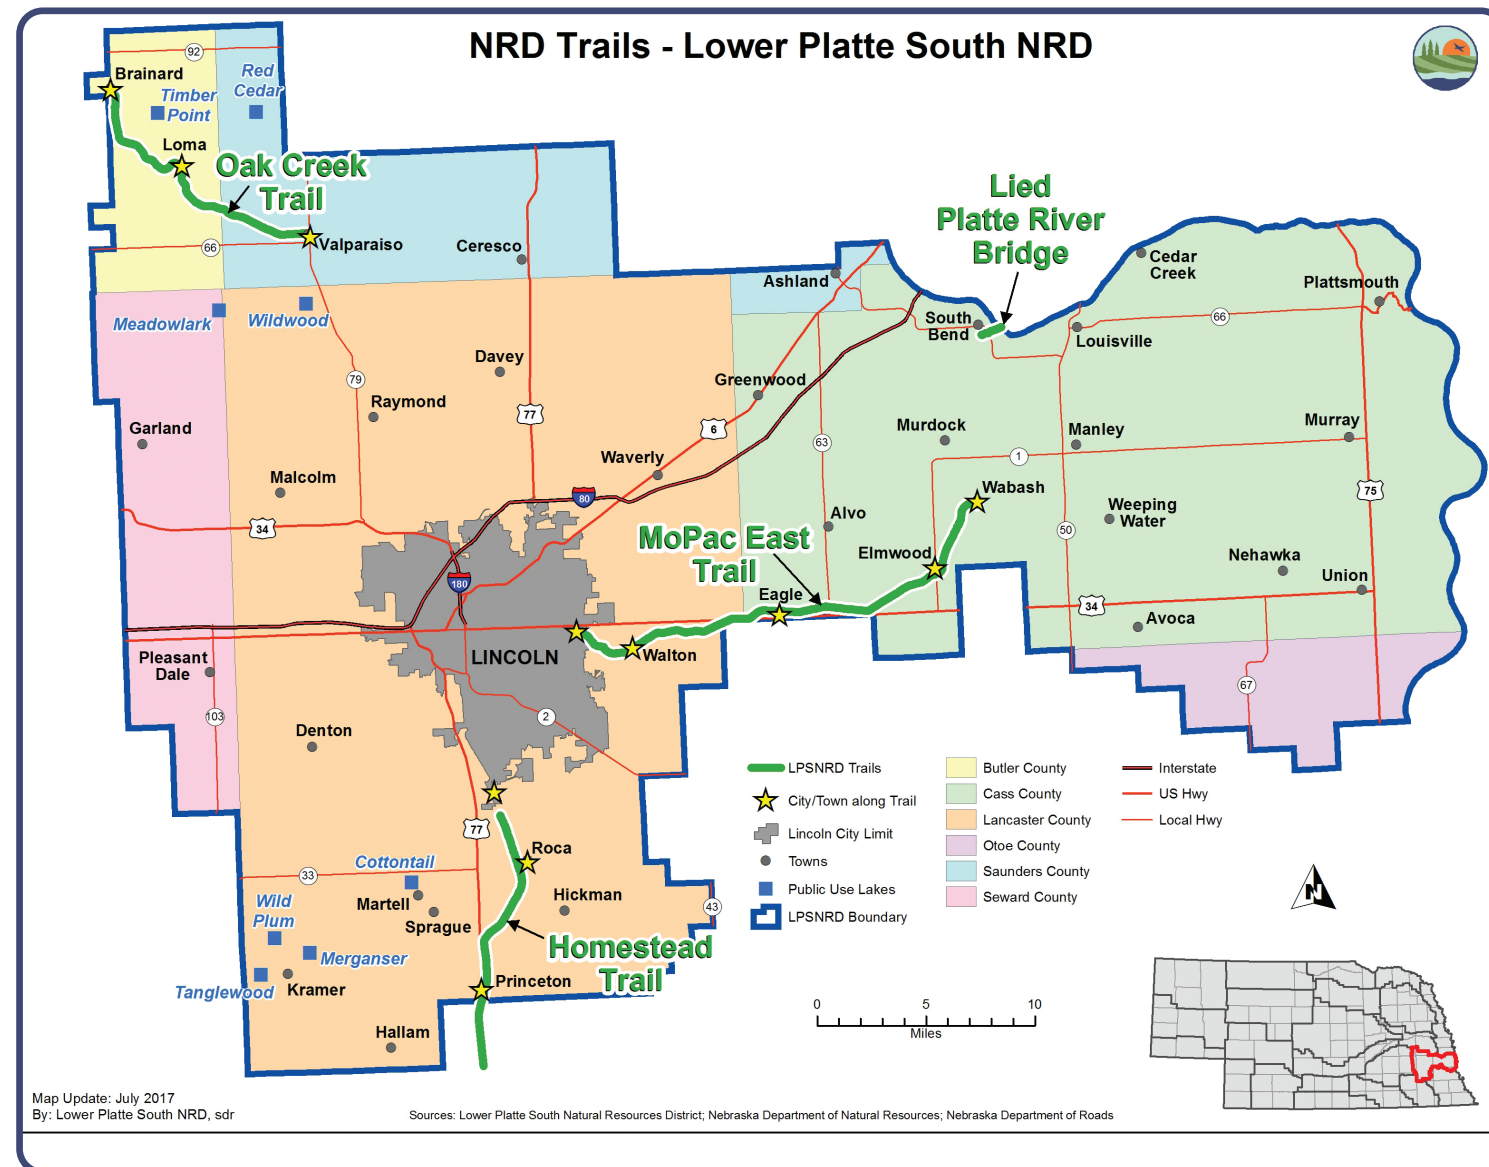 NRD Trails - Lower Platte South NRD
92
Brainard
Red
Cedar
Timber
Point
Loma
Oak Creek
Trail
66
Valparaiso
Ceresco
Lied
Platte River
Bridge
Ashland
Cedar
Creek
Plattsmouth
South
Bend
66
Louisville
Meadowlark
Wildwood
Davey
79
Raymond
77
Greenwood
6
Garland
Waverly
63
Murdock
Manley
Murray
1
Malcolm
80
Wabash
75
34
Alvo
Weeping
Water
MoPac East
Trail
Elmwood
50
Nehawka
Union
180
Eagle
34
Avoca
LINCOLN
Walton
Pleasant
Dale
67
103
2
Denton
77
Roca
33
Cottontail
Martell
Hickman
Sprague
43
Wild
Plum
Homestead
Trail
Merganser
Tanglewood
Kramer
Princeton
Hallam
LPSNRD Trails
City/Town along Trail
Lincoln City Limit
Towns
Public Use Lakes
LPSNRD Boundary
Butler County
Cass County
Lancaster County
Otoe County
Saunders County
Seward County
Interstate
US Hwy
Local Hwy
N
0 5 10
Miles
Map Update: July 2017
By: Lower Platte South NRD, sdr
Sources: Lower Platte South Natural Resources District; Nebraska Department of Natural Resources; Nebraska Department of Roads